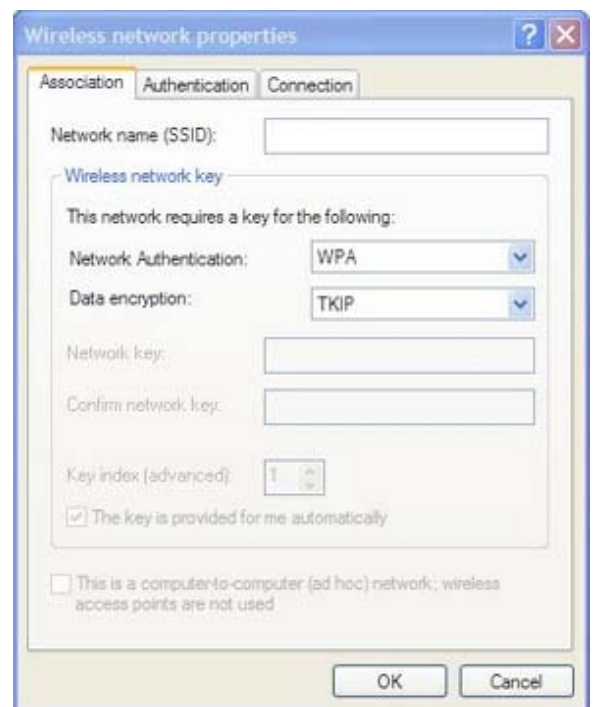 Wireless network properties
Association Authentication Connection
Network name (SSID):
Wireless network key
This network requires a key for the following:
Network Authentication: WPA
Data encryption: TKIP
Network key:
Confirm network key:
Key index (advanced): 1
The key is provided for me automatically
This is a computer-to-computer (ad hoc) network; wireless
access points are not used
OK Cancel